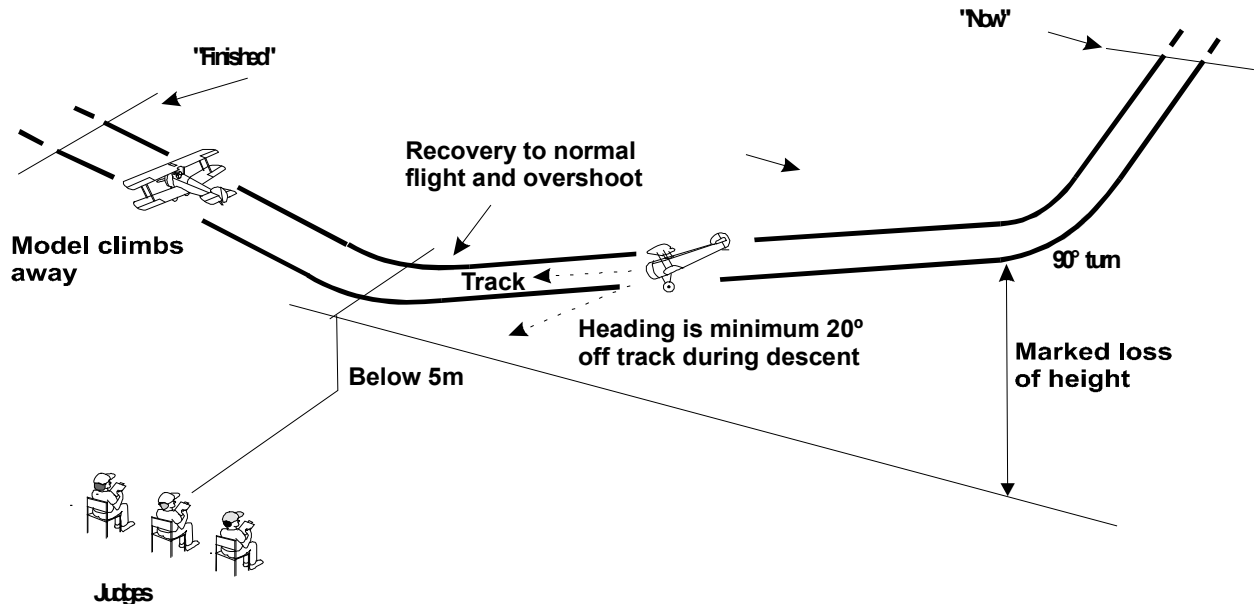 "Now"
"Finished"
Recovery to normal
flight and overshoot
Model climbs
away
Track
90° turn
Heading is minimum 20º
off track during descent
Marked loss
of height
Below 5m
Judges